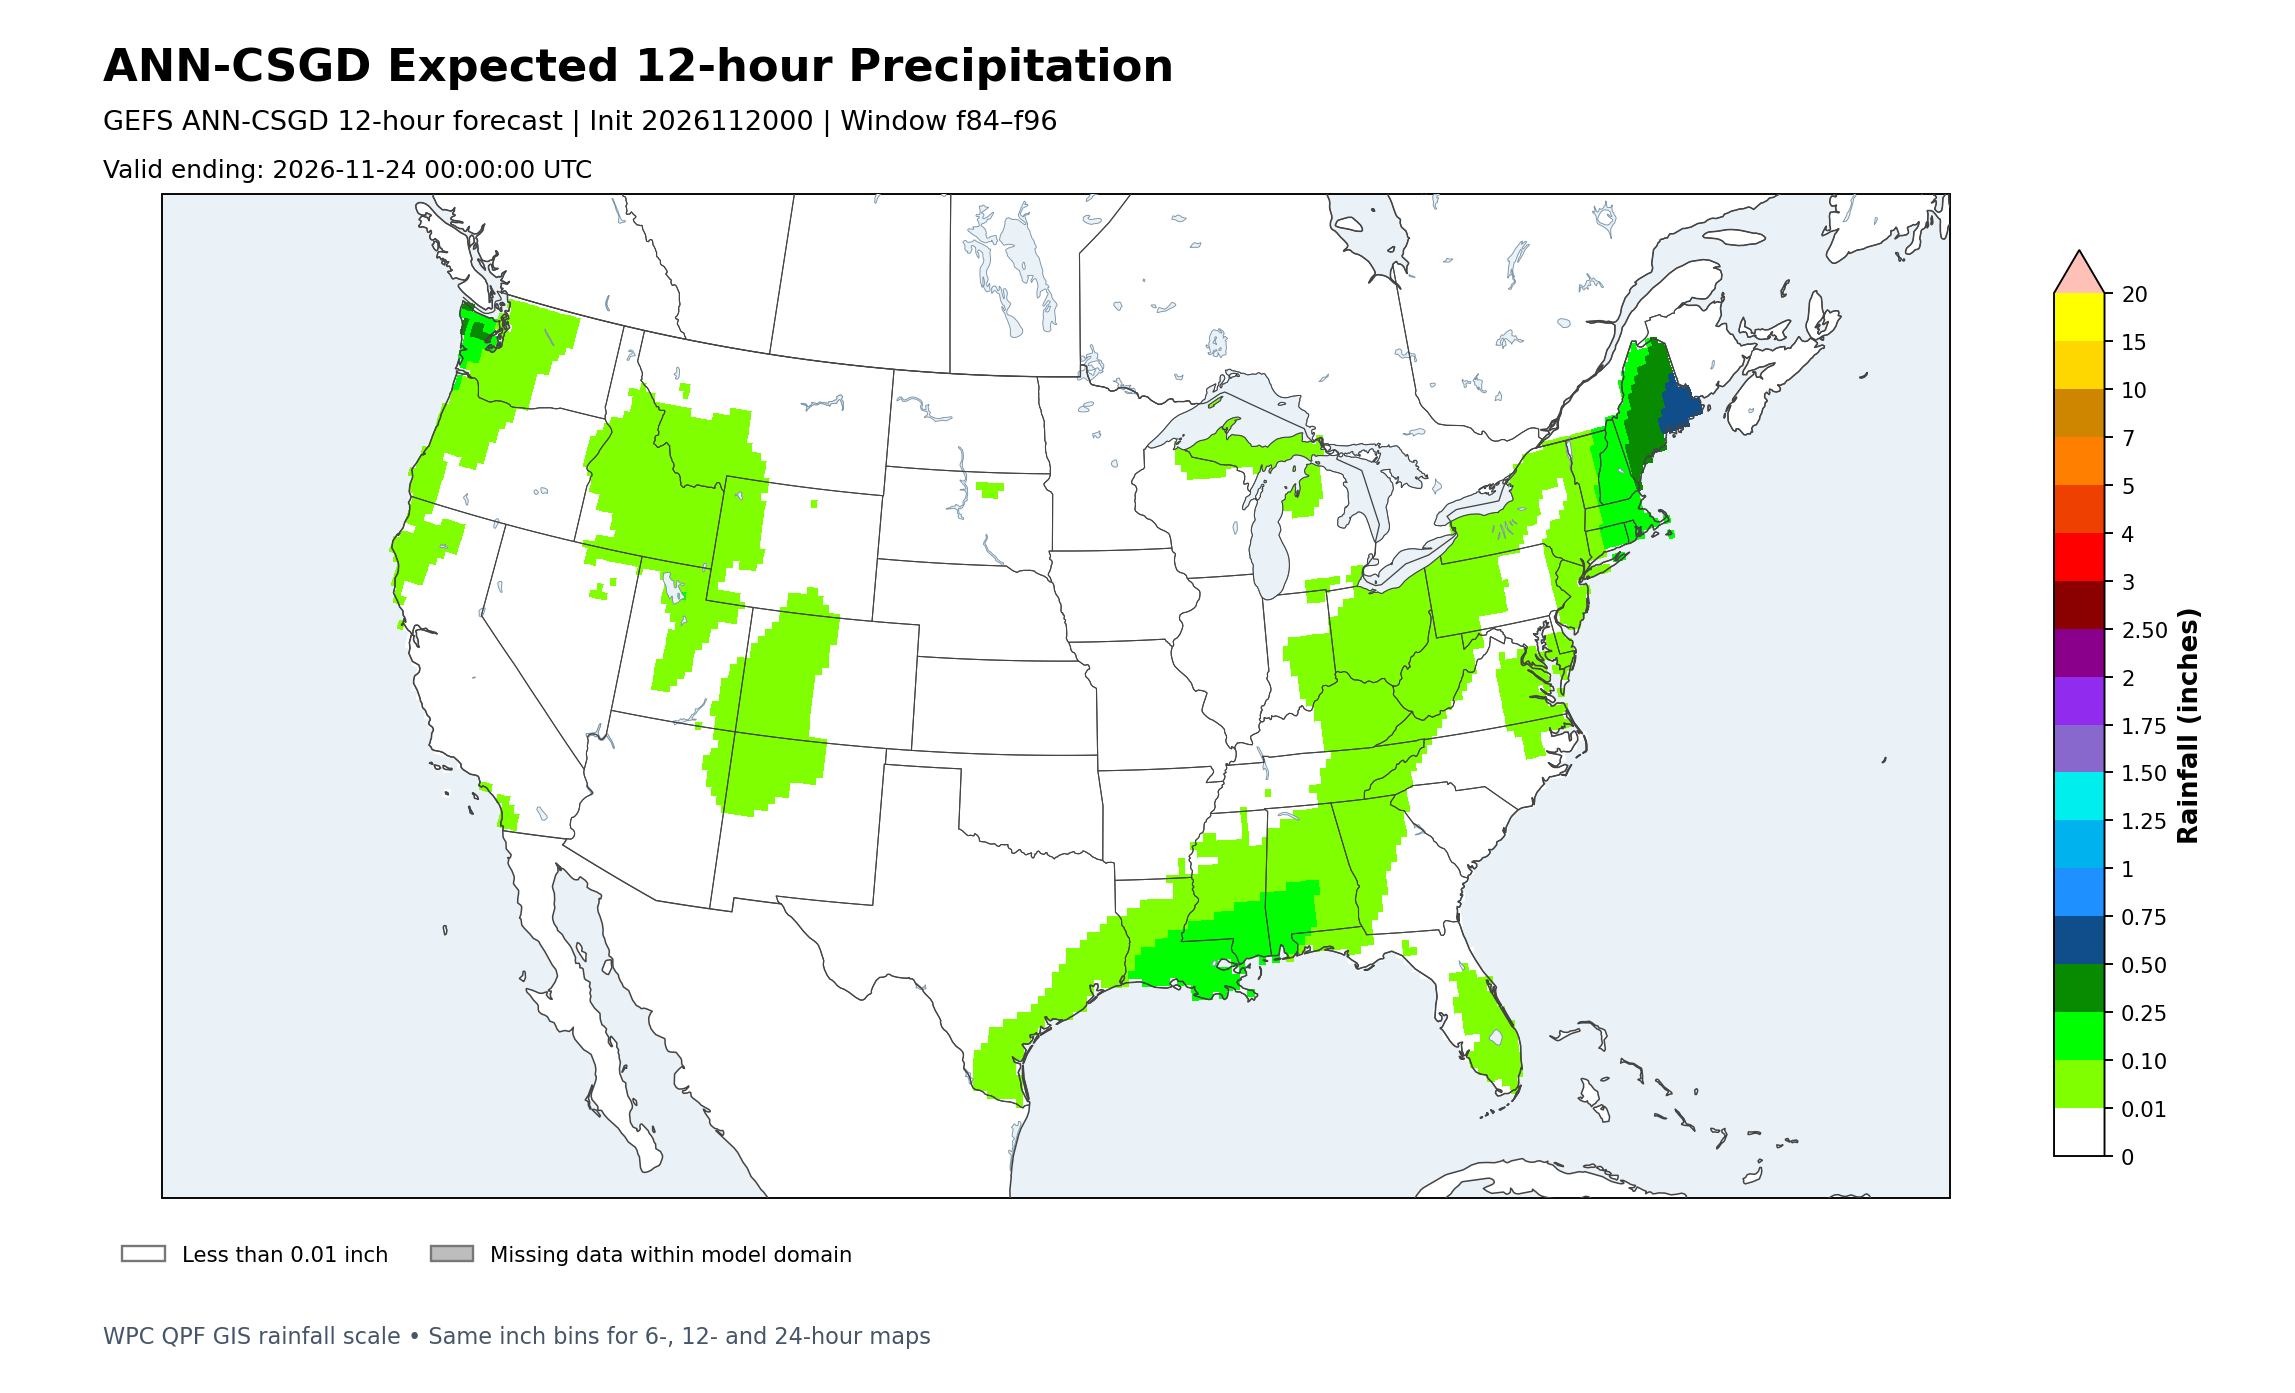 ANN-CSGD Expected 12-hour Precipitation
GEFS ANN-CSGD 12-hour forecast | Init 2026112000 | Window f84–f96
Valid ending: 2026-11-24 00:00:00 UTC
20
15
10
7
5
4
3
2.50
2
1.75
1.50
1.25
1
0.75
0.50
0.25
0.10
0.01
0
Rainfall (inches)
Less than 0.01 inch
Missing data within model domain
WPC QPF GIS rainfall scale • Same inch bins for 6-, 12- and 24-hour maps